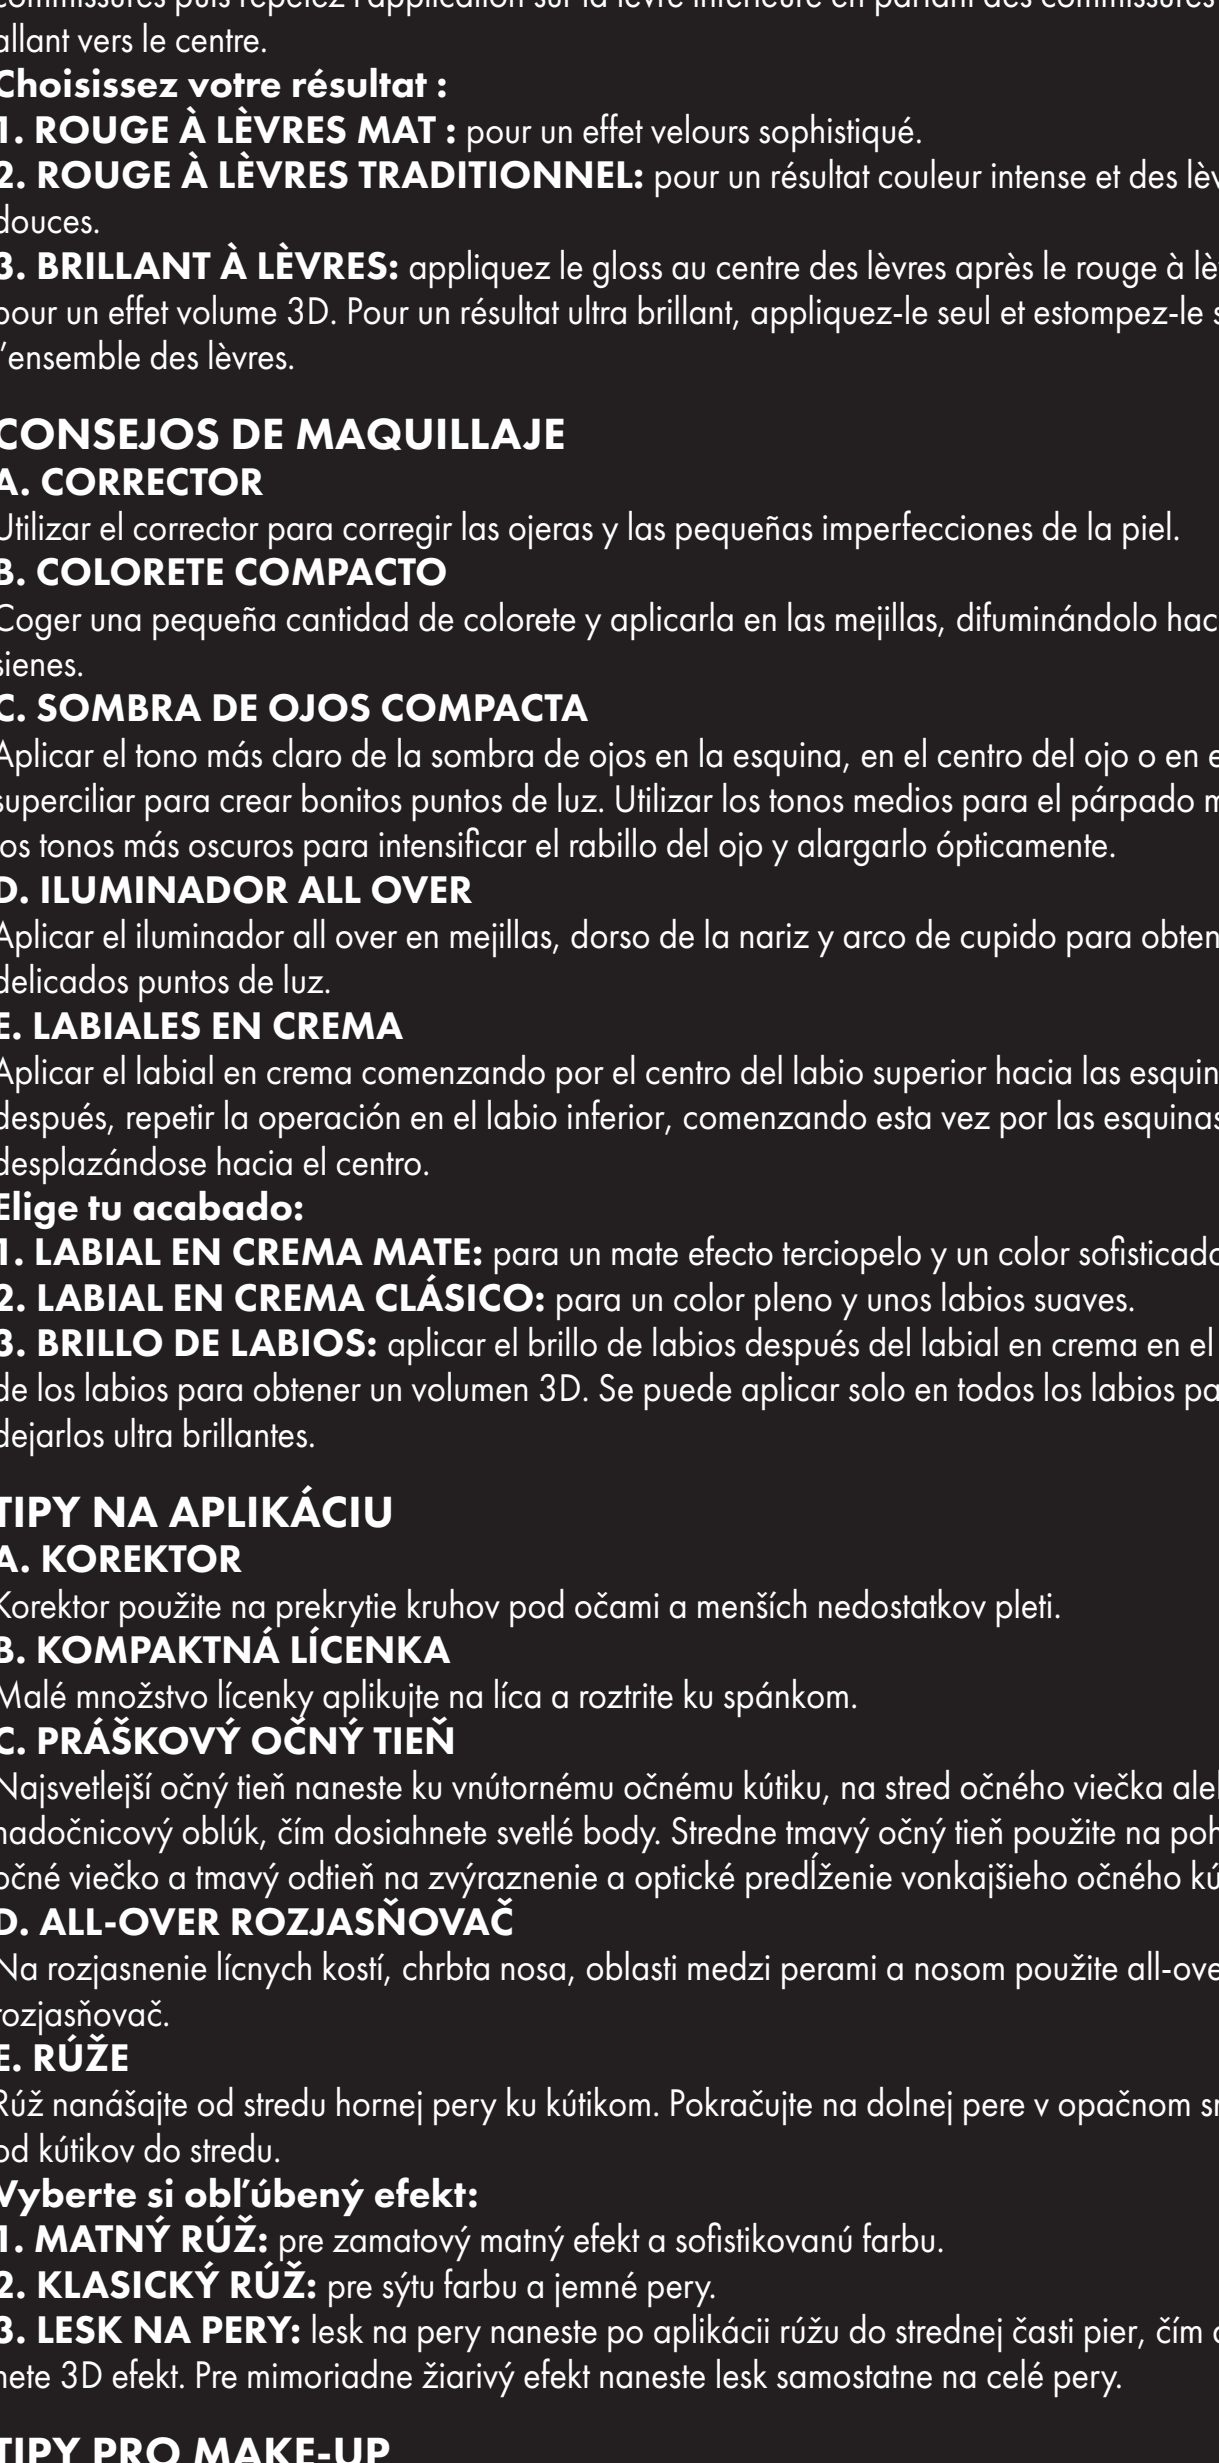 commissures puis répétez l'application sur la lèvre inférieure en partant des commissures
allant vers le centre.
Choisissez votre résultat :
1. ROUGE À LÈVRES MAT : pour un effet velours sophistiqué.
2. ROUGE À LÈVRES TRADITIONNEL: pour un résultat couleur intense et des lèv
douces.
3. BRILLANT À LÈVRES: appliquez le gloss au centre des lèvres après le rouge à lè
pour un effet volume 3D. Pour un résultat ultra brillant, appliquez-le seul et estompez-le s
l'ensemble des lèvres.
CONSEJOS DE MAQUILLAJE
A. CORRECTOR
Utilizar el corrector para corregir las ojeras y las pequeñas imperfecciones de la piel.
B. COLORETE COMPACTO
Coger una pequeña cantidad de colorete y aplicarla en las mejillas, difuminándolo haci
sienes.
C. SOMBRA DE OJOS COMPACTA
Aplicar el tono más claro de la sombra de ojos en la esquina, en el centro del ojo o en e
superciliar para crear bonitos puntos de luz. Utilizar los tonos medios para el párpado m
los tonos más oscuros para intensificar el rabillo del ojo y alargarlo ópticamente.
D. ILUMINADOR ALL OVER
Aplicar el iluminador all over en mejillas, dorso de la nariz y arco de cupido para obten
delicados puntos de luz.
E. LABIALES EN CREMA
Aplicar el labial en crema comenzando por el centro del labio superior hacia las esquin
después, repetir la operación en el labio inferior, comenzando esta vez por las esquinas
desplazándose hacia el centro.
Elige tu acabado:
1. LABIAL EN CREMA MATE: para un mate efecto terciopelo y un color sofisticado
2. LABIAL EN CREMA CLÁSICO: para un color pleno y unos labios suaves.
3. BRILLO DE LABIOS: aplicar el brillo de labios después del labial en crema en el
de los labios para obtener un volumen 3D. Se puede aplicar solo en todos los labios pa
dejarlos ultra brillantes.
TIPY NA APLIKÁCIU
A. KOREKTOR
Korektor použite na prekrytie kruhov pod očami a menších nedostatkov pleti.
B. KOMPAKTNÁ LÍCENKA
Malé množstvo lícenky aplikujte na líca a roztrite ku spánkom.
C. PRÁŠKOVÝ OČNÝ TIEŇ
Najsvetlejší očný tieň naneste ku vnútornému očnému kútiku, na stred očného viečka aleb
nadočnicový oblúk, čím dosiahnete svetlé body. Stredne tmavý očný tieň použite na poh
očné viečko a tmavý odtieň na zvýraznenie a optické predĺženie vonkajšieho očného kú
D. ALL-OVER ROZJASŇOVAČ
Na rozjasnenie lícnych kostí, chrbta nosa, oblasti medzi perami a nosom použite all-ove
rozjasňovač.
E. RÚŽE
Rúž nanášajte od stredu hornej pery ku kútikom. Pokračujte na dolnej pere v opačnom sm
od kútikov do stredu.
Vyberte si obľúbený efekt:
1. MATNÝ RÚŽ: pre zamatový matný efekt a sofistikovanú farbu.
2. KLASICKÝ RÚŽ: pre sýtu farbu a jemné pery.
3. LESK NA PERY: lesk na pery naneste po aplikácii rúžu do strednej časti pier, čím
nete 3D efekt. Pre mimoriadne žiarivý efekt naneste lesk samostatne na celé pery.
TIPY PRO MAKE-UP